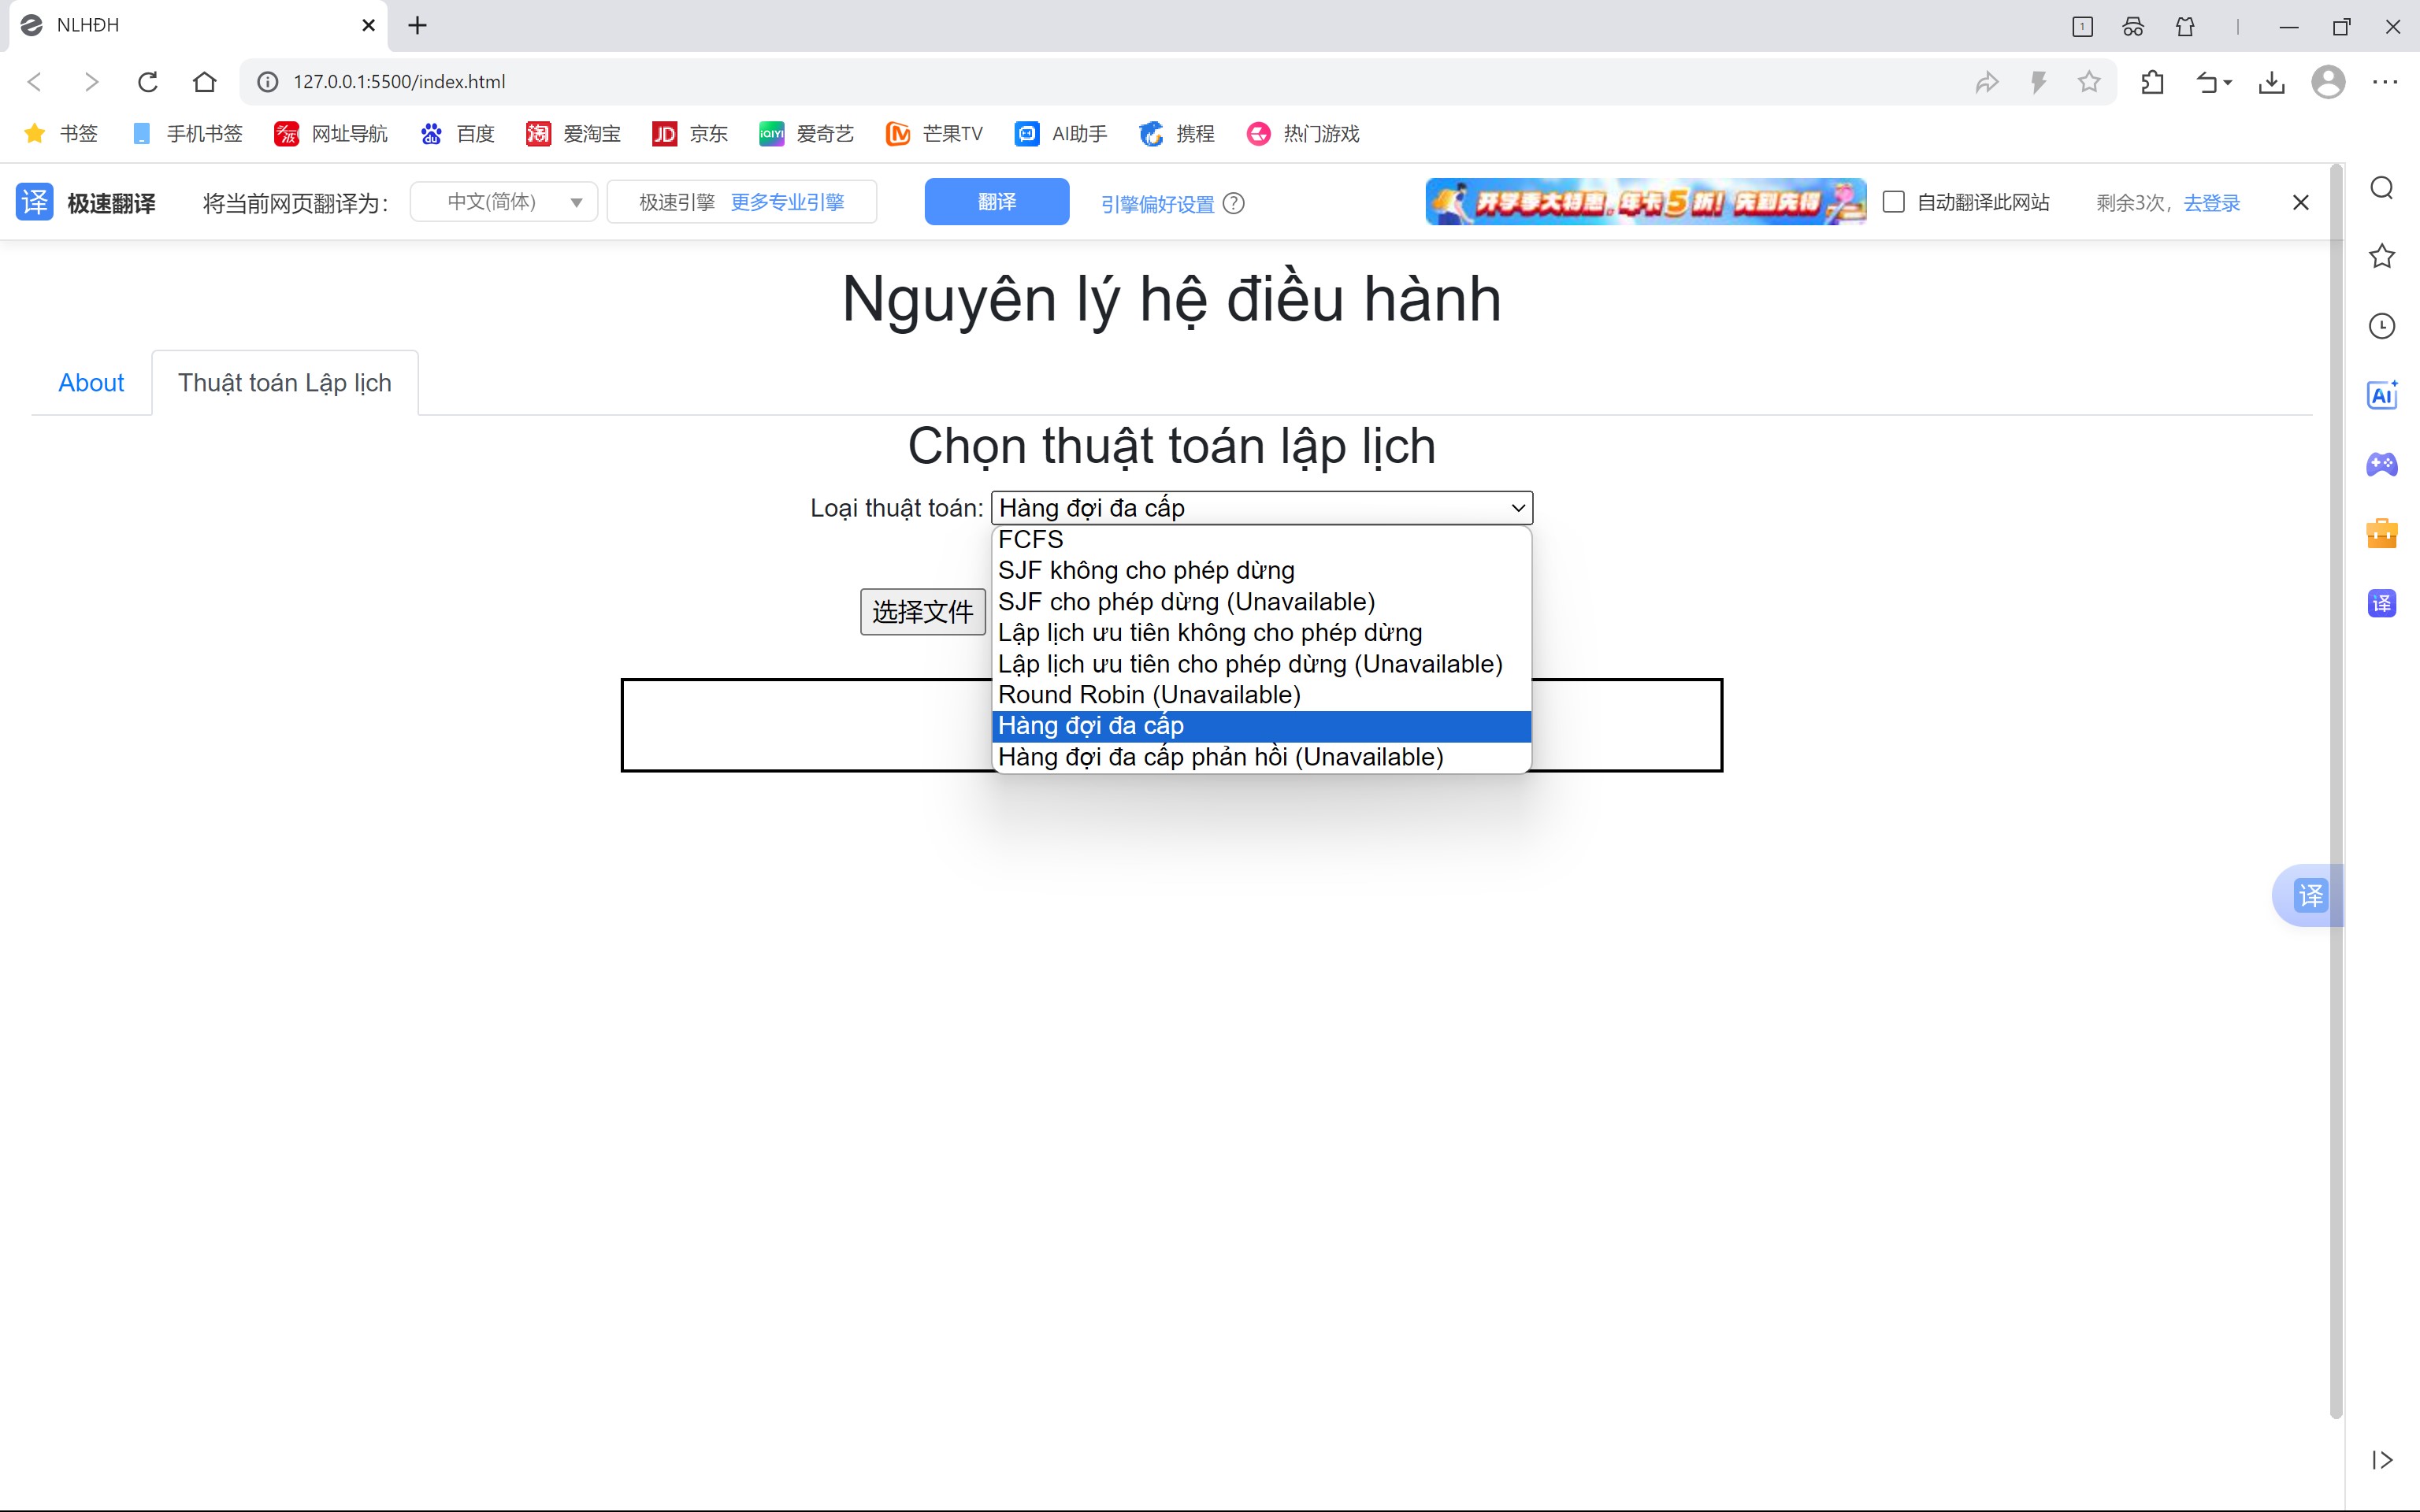 NLHĐH
1
127.0.0.1:5500/index.html
书签 手机书签 网址导航 百度 淘 爱淘宝 JD 京东 爱奇艺 芒果TV AI助手 携程 热门游戏
译 极速翻译 将当前网页翻译为: 中文(简体) 极速引擎 更多专业引擎 翻译 引擎偏好设置 ? 开学季大特惠,年卡5折! 先到先得 自动翻译此网站 剩余3次, 去登录
Nguyên lý hệ điều hành
About Thuật toán Lập lịch
Chọn thuật toán lập lịch
Loại thuật toán: Hàng đợi đa cấp
FCFS
SJF không cho phép dừng
SJF cho phép dừng (Unavailable)
选择文件
Lập lịch ưu tiên không cho phép dừng
Lập lịch ưu tiên cho phép dừng (Unavailable)
Round Robin (Unavailable)
Hàng đợi đa cấp
Hàng đợi đa cấp phản hồi (Unavailable)
Ai
译
译